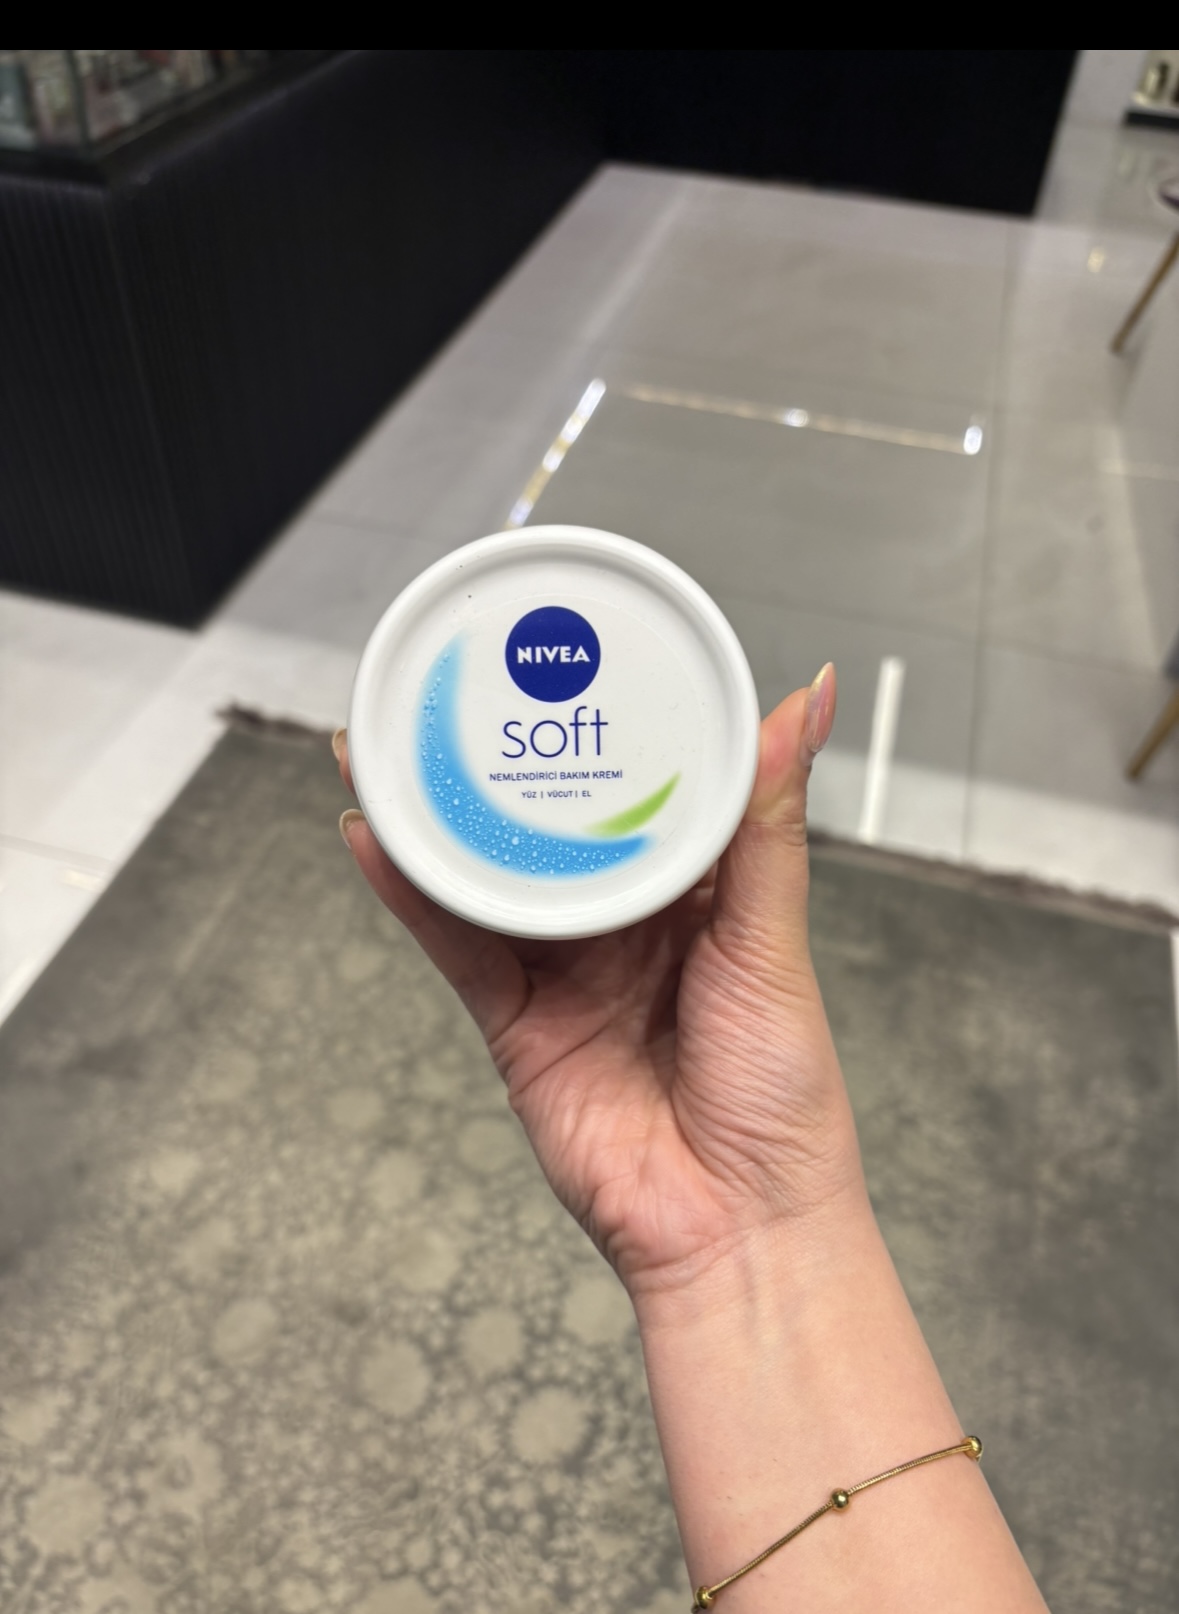 NIVEA
soft
NEMLENDİRİCİ BAKIM KREMİ
YÜZ | VÜCUT | EL